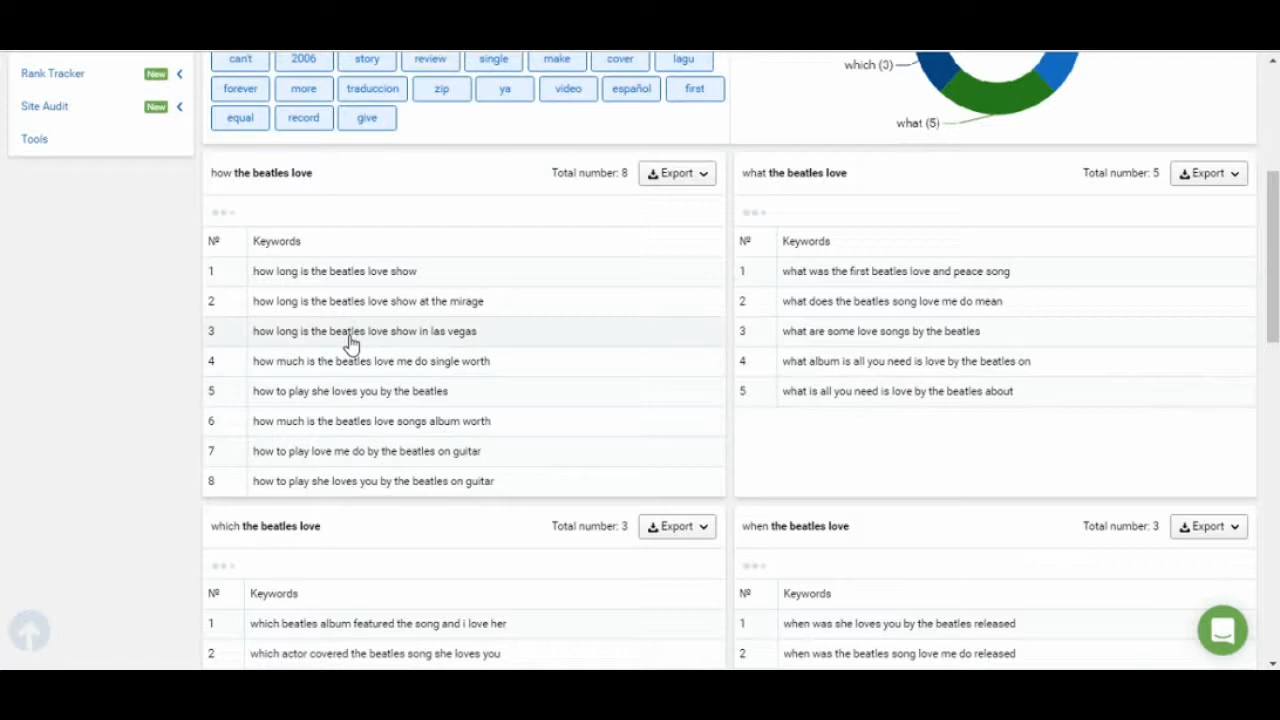 Rank Tracker New
Site Audit New
Tools
can't 2006 story review single make cover lagu
forever more traduccion zip ya video español first
equal record give
which (3)
what (5)
how the beatles love Total number: 8 Export
Nº Keywords
1 how long is the beatles love show
2 how long is the beatles love show at the mirage
3 how long is the beatles love show in las vegas
4 how much is the beatles love me do single worth
5 how to play she loves you by the beatles
6 how much is the beatles love songs album worth
7 how to play love me do by the beatles on guitar
8 how to play she loves you by the beatles on guitar
what the beatles love Total number: 5 Export
Nº Keywords
1 what was the first beatles love and peace song
2 what does the beatles song love me do mean
3 what are some love songs by the beatles
4 what album is all you need is love by the beatles on
5 what is all you need is love by the beatles about
which the beatles love Total number: 3 Export
Nº Keywords
1 which beatles album featured the song and i love her
2 which actor covered the beatles song she loves you
when the beatles love Total number: 3 Export
Nº Keywords
1 when was she loves you by the beatles released
2 when was the beatles song love me do released